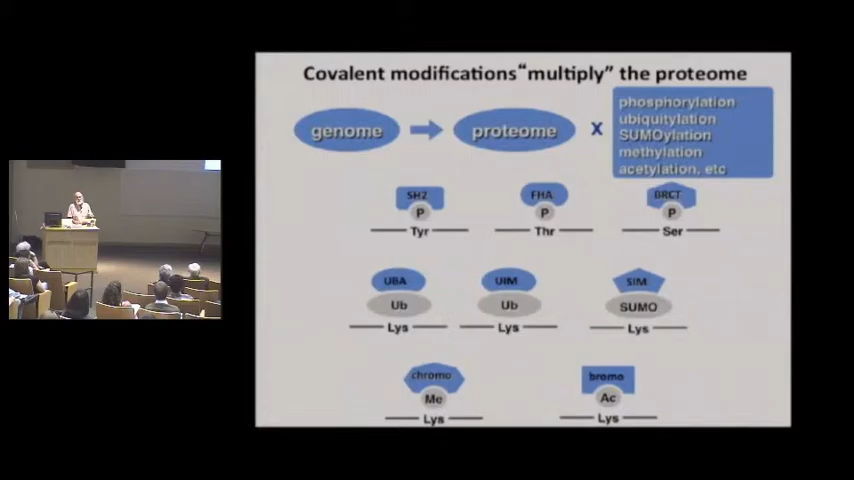 Covalent modifications “multiply” the proteome
genome
proteome
X
phosphorylation
ubiquitylation
SUMOylation
methylation
acetylation, etc
SH2
FHA
BRCT
P
P
P
Tyr
Thr
Ser
UBA
UIM
SIM
Ub
Ub
SUMO
Lys
Lys
Lys
chromo
bromo
Me
Ac
Lys
Lys